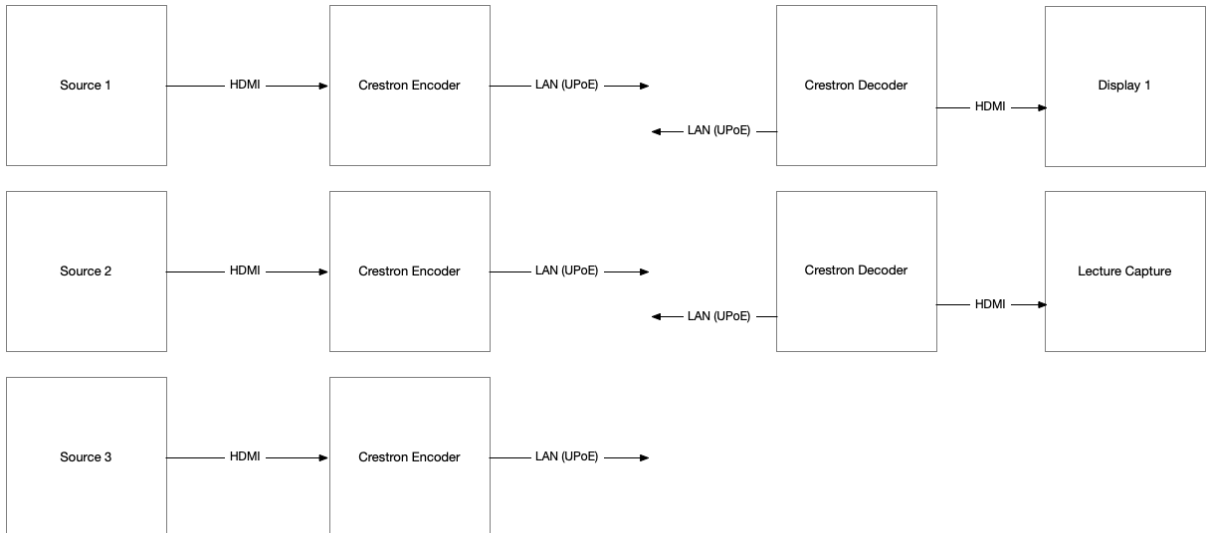 Source 1
HDMI
Crestron Encoder
LAN (UPoE)
Crestron Decoder
HDMI
Display 1
LAN (UPoE)
Source 2
HDMI
Crestron Encoder
LAN (UPoE)
Crestron Decoder
HDMI
Lecture Capture
LAN (UPoE)
Source 3
HDMI
Crestron Encoder
LAN (UPoE)